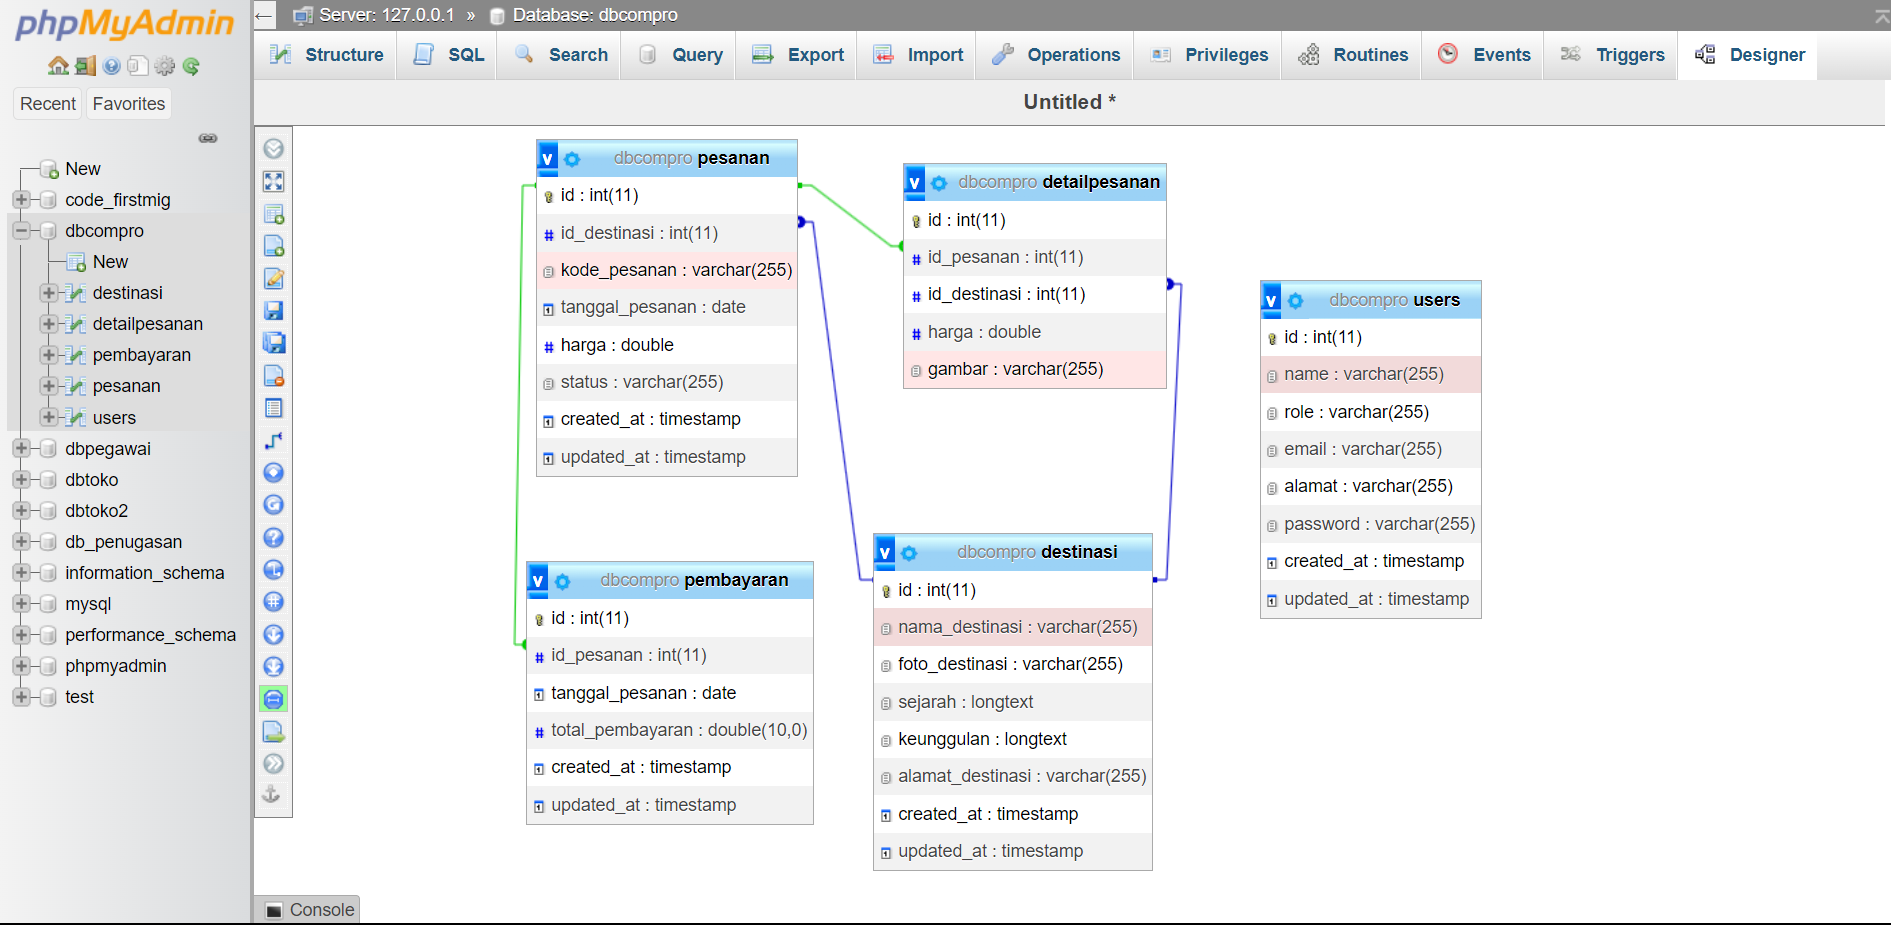 phpMyAdmin
Recent Favorites
New
code_firstmig
dbcompro
New
destinasi
detailpesanan
pembayaran
pesanan
users
dbpegawai
dbtoko
dbtoko2
db_penugasan
information_schema
mysql
performance_schema
phpmyadmin
test
← Server: 127.0.0.1 » Database: dbcompro
Structure SQL Search Query Export Import Operations Privileges Routines Events Triggers Designer
Untitled *
v dbcompro pesanan
id : int(11)
# id_destinasi : int(11)
kode_pesanan : varchar(255)
tanggal_pesanan : date
# harga : double
status : varchar(255)
created_at : timestamp
updated_at : timestamp
v dbcompro detailpesanan
id : int(11)
# id_pesanan : int(11)
# id_destinasi : int(11)
# harga : double
gambar : varchar(255)
v dbcompro users
id : int(11)
name : varchar(255)
role : varchar(255)
email : varchar(255)
alamat : varchar(255)
password : varchar(255)
created_at : timestamp
updated_at : timestamp
v dbcompro pembayaran
id : int(11)
# id_pesanan : int(11)
tanggal_pesanan : date
# total_pembayaran : double(10,0)
created_at : timestamp
updated_at : timestamp
v dbcompro destinasi
id : int(11)
nama_destinasi : varchar(255)
foto_destinasi : varchar(255)
sejarah : longtext
keunggulan : longtext
alamat_destinasi : varchar(255)
created_at : timestamp
updated_at : timestamp
Console